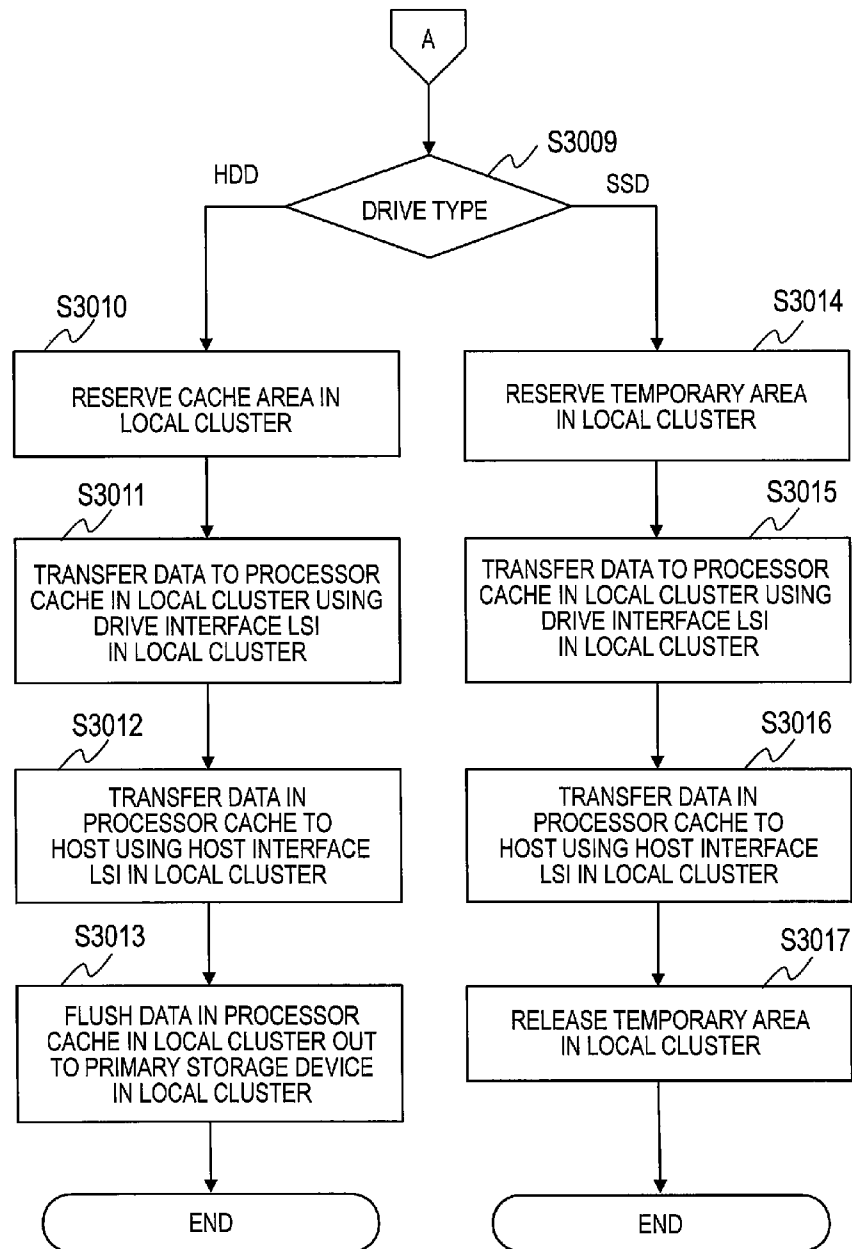 A
S3009
HDD
SSD
DRIVE TYPE
S3010
RESERVE CACHE AREA IN
LOCAL CLUSTER
S3011
TRANSFER DATA TO PROCESSOR
CACHE IN LOCAL CLUSTER USING
DRIVE INTERFACE LSI
IN LOCAL CLUSTER
S3012
TRANSFER DATA IN
PROCESSOR CACHE TO
HOST USING HOST INTERFACE
LSI IN LOCAL CLUSTER
S3013
FLUSH DATA IN PROCESSOR
CACHE IN LOCAL CLUSTER OUT
TO PRIMARY STORAGE DEVICE
IN LOCAL CLUSTER
END
S3014
RESERVE TEMPORARY AREA
IN LOCAL CLUSTER
S3015
TRANSFER DATA TO PROCESSOR
CACHE IN LOCAL CLUSTER USING
DRIVE INTERFACE LSI
IN LOCAL CLUSTER
S3016
TRANSFER DATA IN
PROCESSOR CACHE TO
HOST USING HOST INTERFACE
LSI IN LOCAL CLUSTER
S3017
RELEASE TEMPORARY AREA
IN LOCAL CLUSTER
END